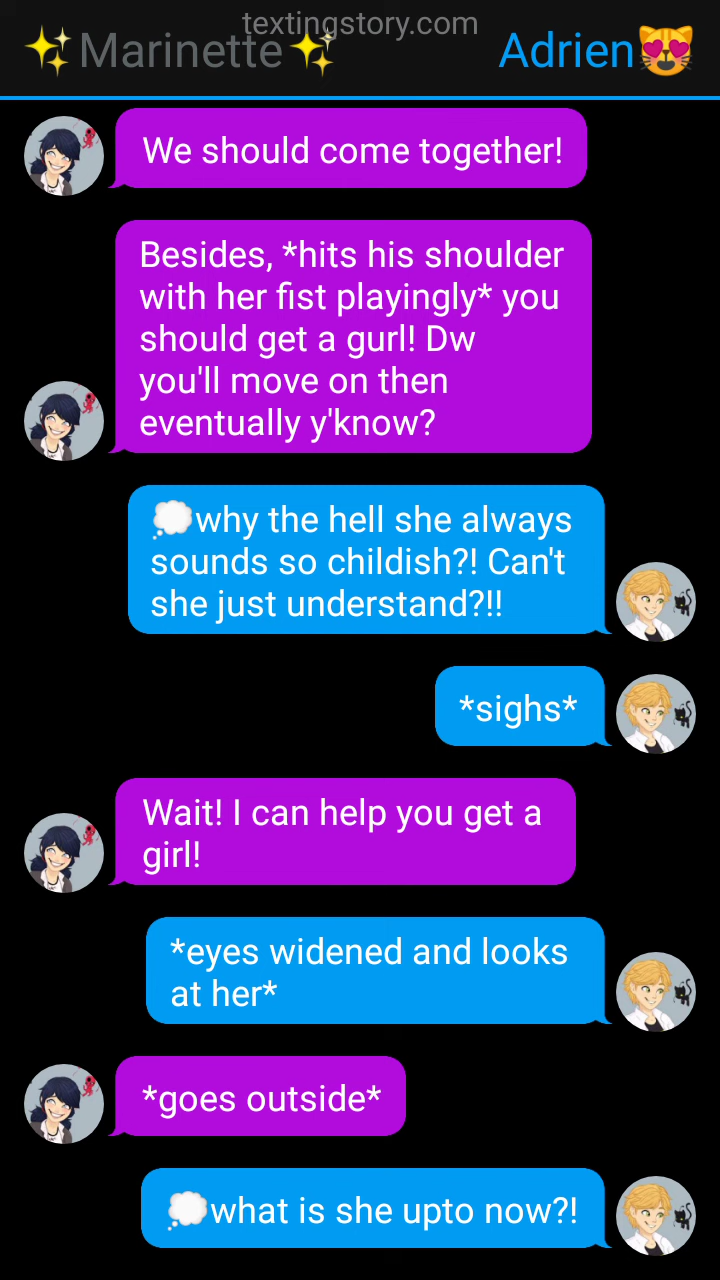 textingstory.com
✨Marinette✨ Adrien😻
We should come together!
Besides, *hits his shoulder
with her fist playingly* you
should get a gurl! Dw
you'll move on then
eventually y'know?
💭why the hell she always
sounds so childish?! Can't
she just understand?!!
*sighs*
Wait! I can help you get a
girl!
*eyes widened and looks
at her*
*goes outside*
💭what is she upto now?!